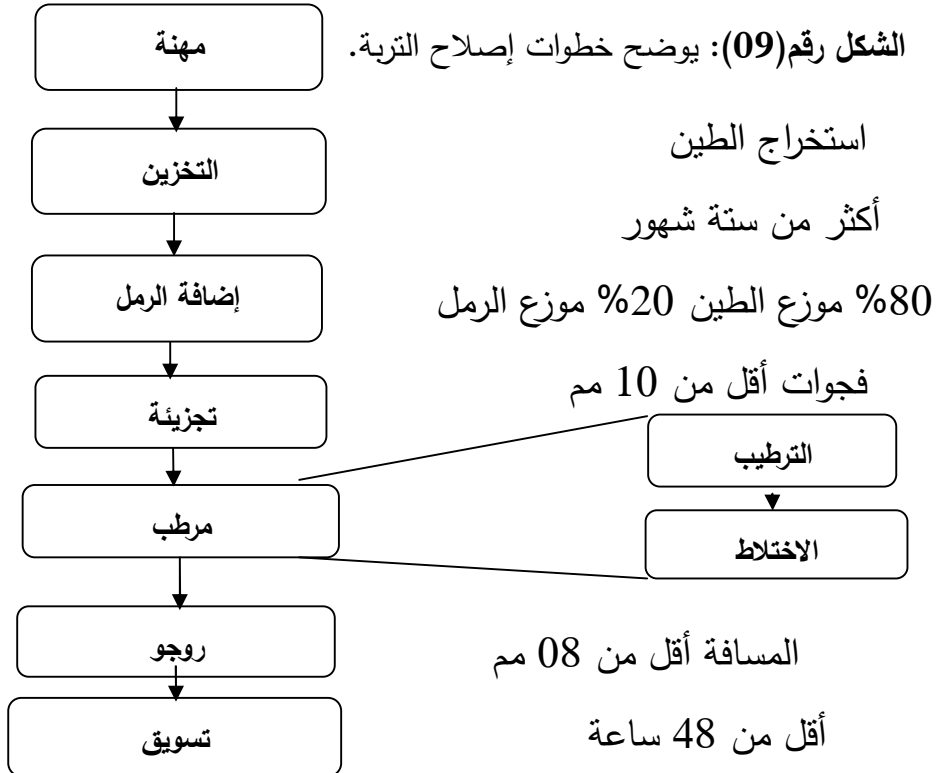 الشكل رقم(09): يوضح خطوات إصلاح التربة.
مهنة
استخراج الطين
التخزين
أكثر من ستة شهور
إضافة الرمل
80% موزع الطين 20% موزع الرمل
تجزيئة
فجوات أقل من 10 مم
مرطب
الترطيب
الاختلاط
روجو
المسافة أقل من 08 مم
تسويق
أقل من 48 ساعة